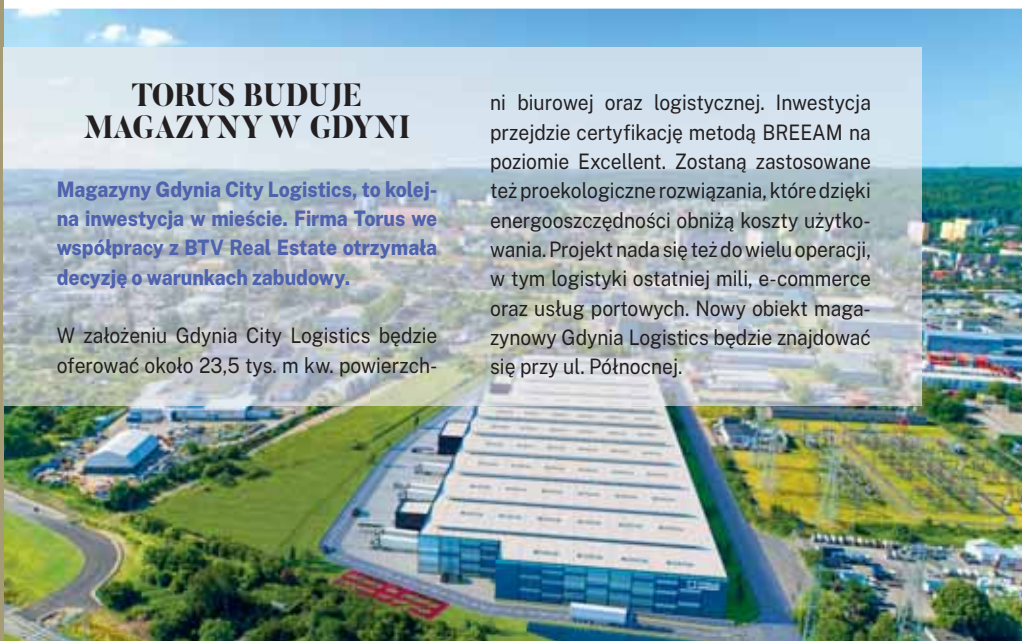 TORUS BUDUJE
MAGAZYNY W GDYNI
Magazyny Gdynia City Logistics, to kolej-
na inwestycja w mieście. Firma Torus we
współpracy z BTV Real Estate otrzymała
decyzję o warunkach zabudowy.
W założeniu Gdynia City Logistics będzie
oferować około 23,5 tys. m kw. powierzch-
ni biurowej oraz logistycznej. Inwestycja
przejdzie certyfikację metodą BREEAM na
poziomie Excellent. Zostaną zastosowane
też proekologiczne rozwiązania, które dzięki
energooszczędności obniżą koszty użytko-
wania. Projekt nada się też do wielu operacji,
w tym logistyki ostatniej mili, e-commerce
oraz usług portowych. Nowy obiekt maga-
zynowy Gdynia Logistics będzie znajdować
się przy ul. Północnej.